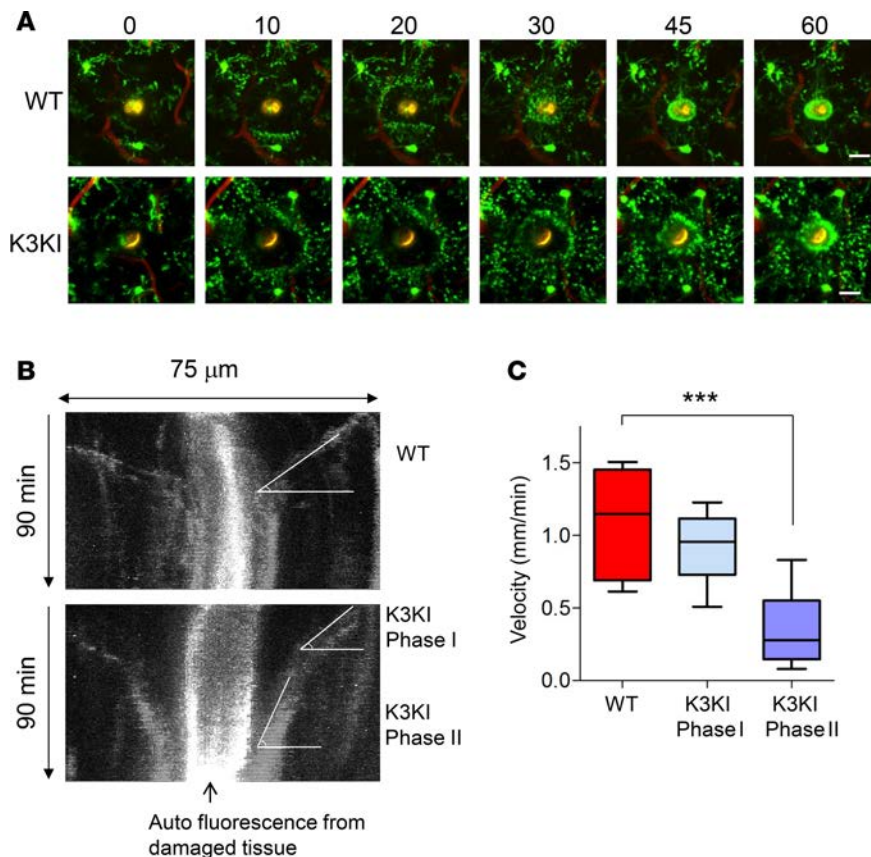 A
0 10 20 30 45 60
WT
K3KI
B
75 μm
90 min
WT
90 min
K3KI
Phase I
K3KI
Phase II
Auto fluorescence from
damaged tissue
C
***
Velocity (mm/min)
1.5
1.0
0.5
0.0
WT K3KI K3KI
Phase I Phase II